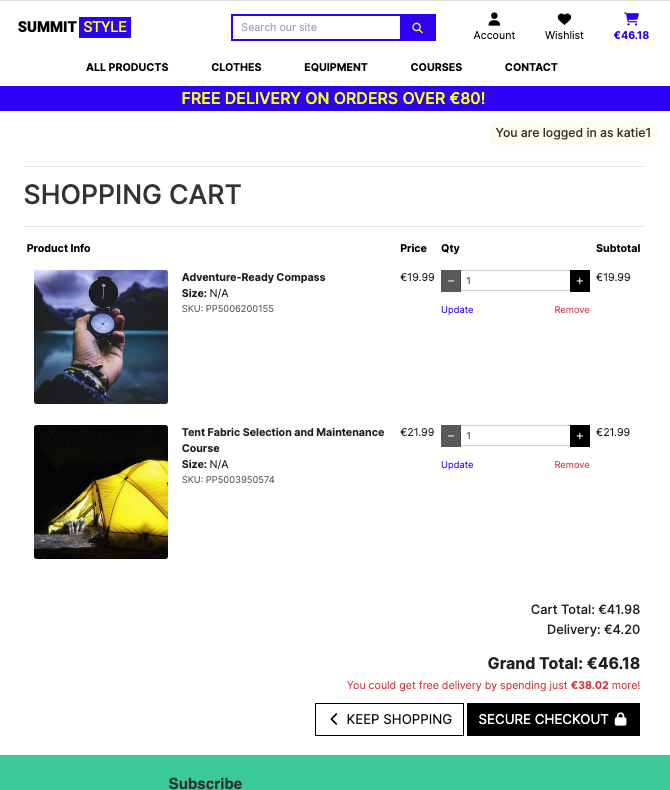 SUMMIT STYLE
Search our site
Account
Wishlist
€46.18
ALL PRODUCTS
CLOTHES
EQUIPMENT
COURSES
CONTACT
FREE DELIVERY ON ORDERS OVER €80!
You are logged in as katie1
SHOPPING CART
Product Info
Price
Qty
Subtotal
Adventure-Ready Compass
Size: N/A
SKU: PP5006200155
€19.99
− 1 +
Update
Remove
€19.99
Tent Fabric Selection and Maintenance
Course
Size: N/A
SKU: PP5003950574
€21.99
− 1 +
Update
Remove
€21.99
Cart Total: €41.98
Delivery: €4.20
Grand Total: €46.18
You could get free delivery by spending just €38.02 more!
KEEP SHOPPING
SECURE CHECKOUT
Subscribe